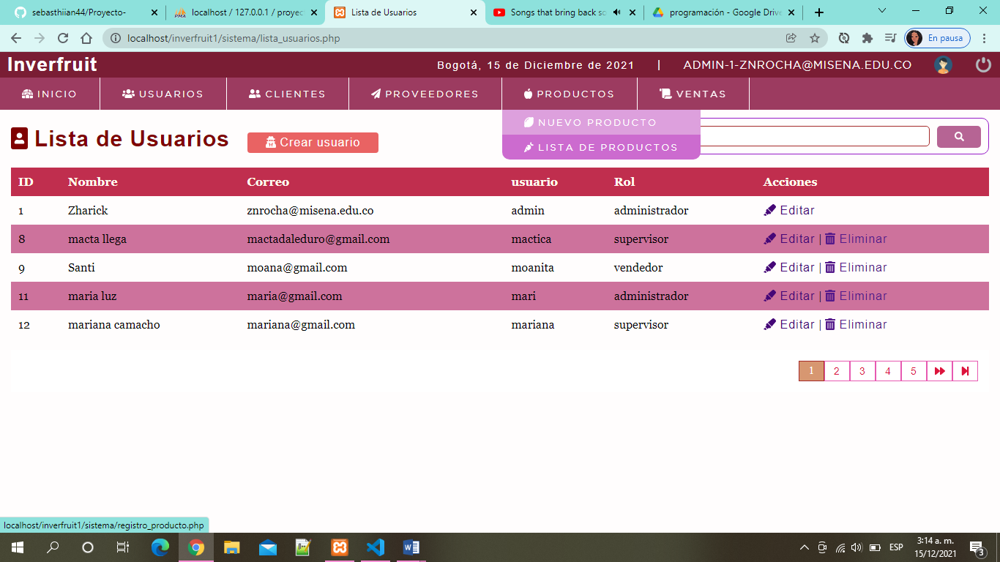 sebasthiian44/Proyecto-
localhost / 127.0.0.1 / proyec
Lista de Usuarios
Songs that bring back so
programación - Google Drive
localhost/inverfruit1/sistema/lista_usuarios.php
En pausa
Inverfruit
Bogotá, 15 de Diciembre de 2021 | ADMIN-1-ZNROCHA@MISENA.EDU.CO
INICIO USUARIOS CLIENTES PROVEEDORES PRODUCTOS VENTAS
NUEVO PRODUCTO
LISTA DE PRODUCTOS
Lista de Usuarios
Crear usuario
ID Nombre Correo usuario Rol Acciones
1 Zharick znrocha@misena.edu.co admin administrador Editar
8 macta llega mactadaleduro@gmail.com mactica supervisor Editar | Eliminar
9 Santi moana@gmail.com moanita vendedor Editar | Eliminar
11 maria luz maria@gmail.com mari administrador Editar | Eliminar
12 mariana camacho mariana@gmail.com mariana supervisor Editar | Eliminar
1 2 3 4 5
localhost/inverfruit1/sistema/registro_producto.php
ESP
3:14 a. m.
15/12/2021
3